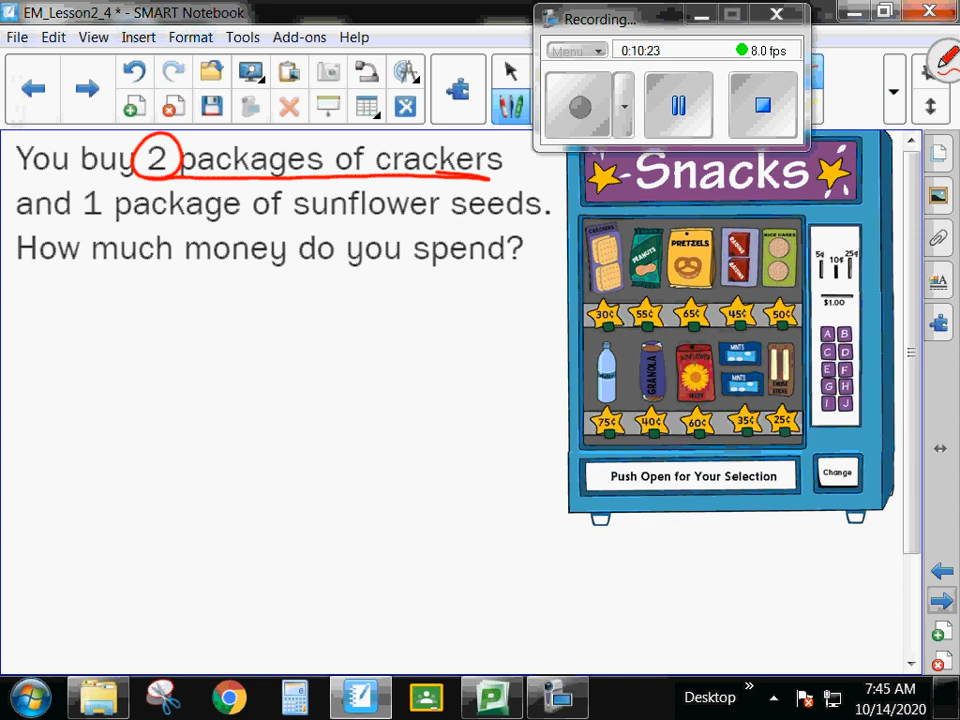 EM_Lesson2_4 * - SMART Notebook
Recording...
File Edit View Insert Format Tools Add-ons Help
Menu 0:10:23 8.0 fps
You buy 2 packages of crackers
and 1 package of sunflower seeds.
How much money do you spend?
Snacks
CRACKERS PEANUTS PRETZELS RAISINS RAISINS RICE CAKES
5¢ 10¢ 25¢
$1.00
30¢ 55¢ 65¢ 45¢ 50¢
A B
C D
E F
G H
I J
GRANOLA SUNFLOWER SEEDS MINTS MINTS CHEESE STICKS
75¢ 40¢ 60¢ 35¢ 25¢
Push Open for Your Selection
Change
Desktop
7:45 AM
10/14/2020